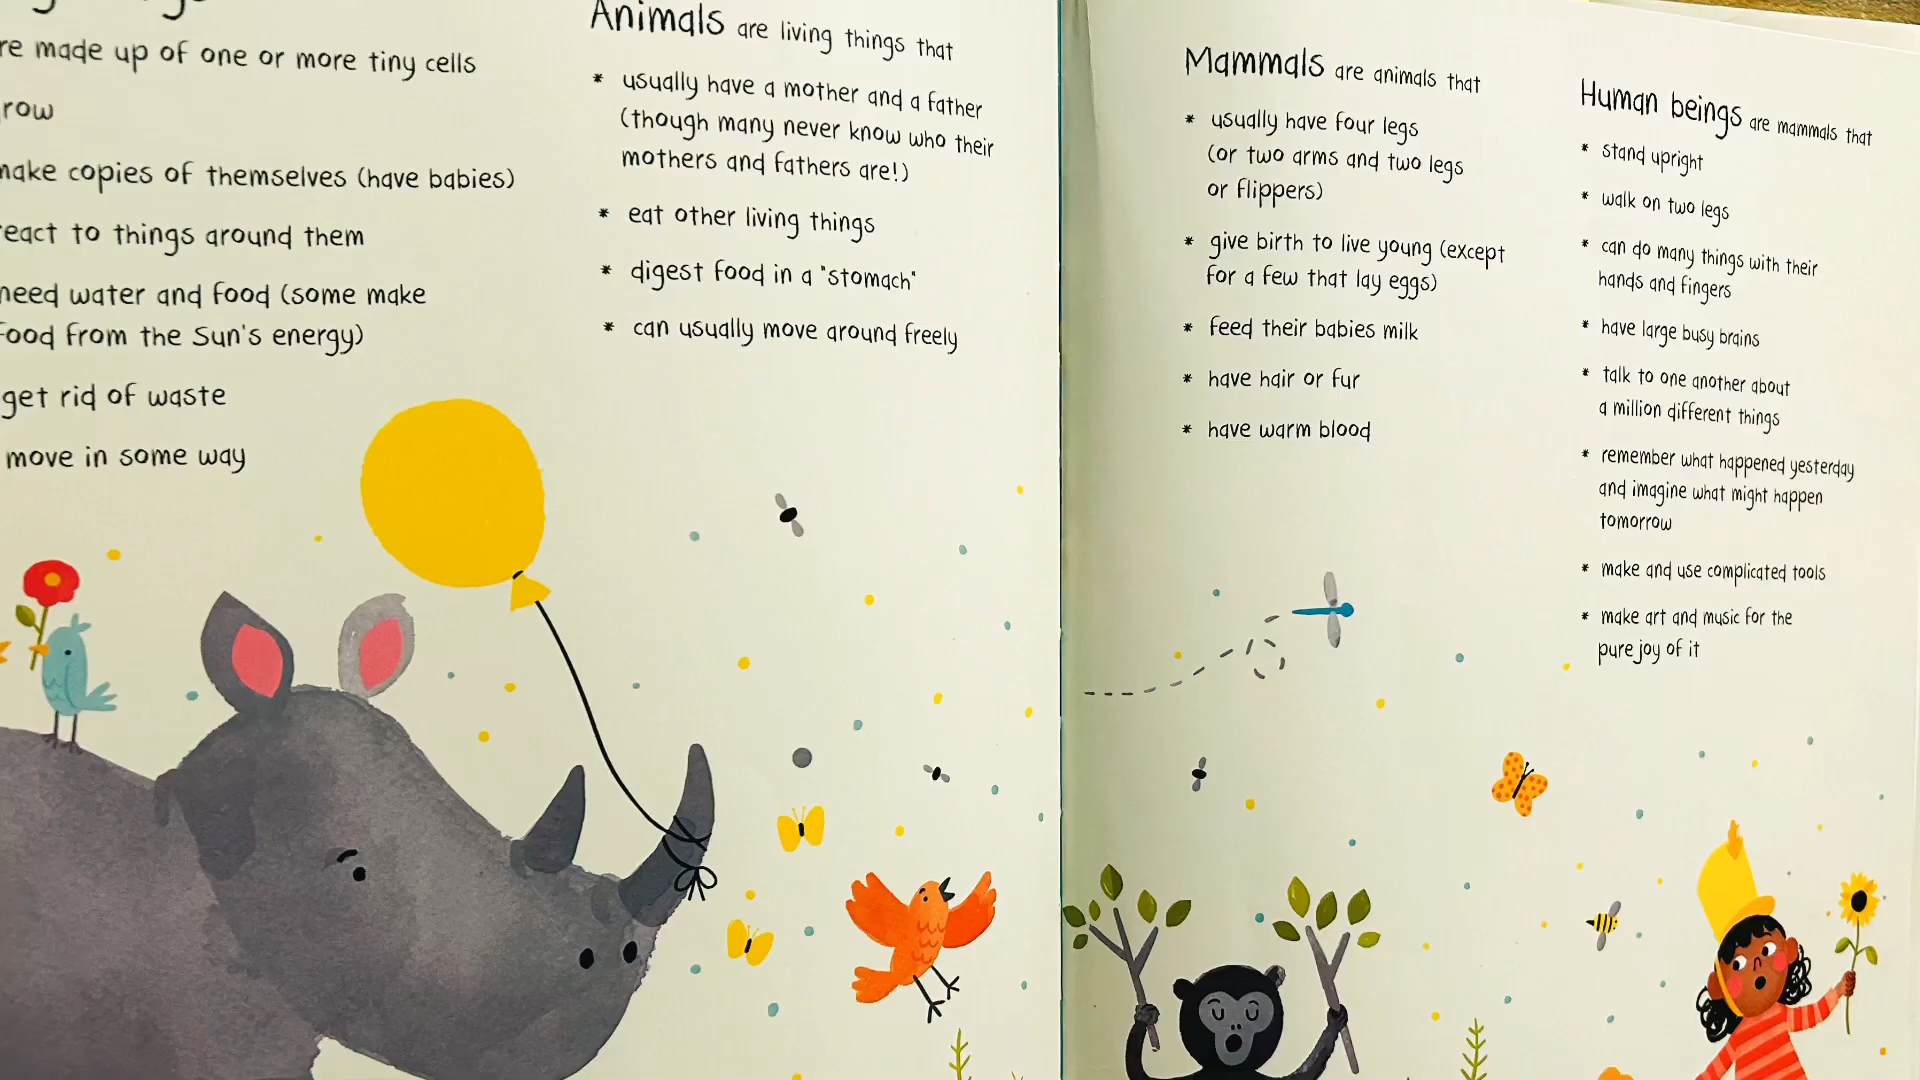 made up of one or more tiny cells
copies of themselves (have babies)
to things around them
need water and food (some make
food from the Sun's energy)
get rid of waste
move in some way
Animals are living things that
* usually have a mother and a father
(though many never know who their
mothers and fathers are!)
* eat other living things
* digest food in a "stomach"
* can usually move around freely
Mammals are animals that
* usually have four legs
(or two arms and two legs
or flippers)
* give birth to live young (except
for a few that lay eggs)
* feed their babies milk
* have hair or fur
* have warm blood
Human beings are mammals that
* stand upright
* walk on two legs
* can do many things with their
hands and fingers
* have large busy brains
* talk to one another about
a million different things
* remember what happened yesterday
and imagine what might happen
tomorrow
* make and use complicated tools
* make art and music for the
pure joy of it